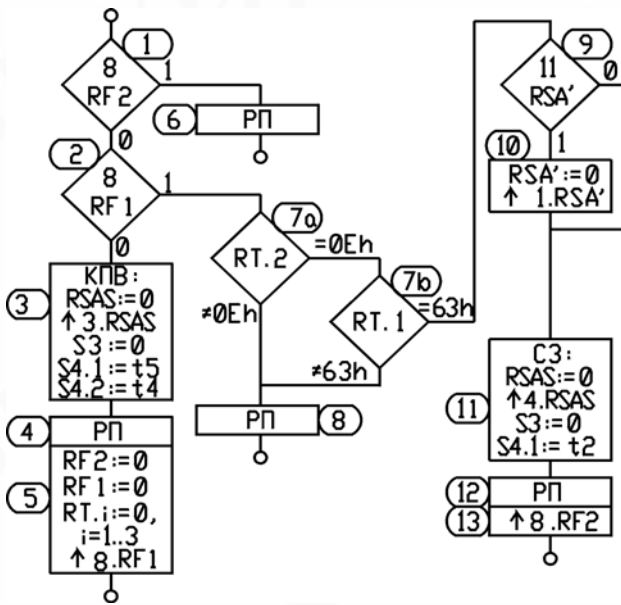 1
8
RF2
1
0
6
РП
2
8
RF1
1
0
3
КПВ:
RSAS:=0
↑3.RSAS
S3:=0
S4.1:=t5
S4.2:=t4
4
РП
5
RF2:=0
RF1:=0
RT.i:=0,
i=1..3
↑8.RF1
7a
RT.2
=0Eh
≠0Eh
7b
RT.1
=63h
≠63h
РП
8
9
11
RSA'
0
1
10
RSA':=0
↑ 1.RSA'
11
СЗ:
RSAS:=0
↑4.RSAS
S3:=0
S4.1:=t2
12
РП
13
↑8.RF2